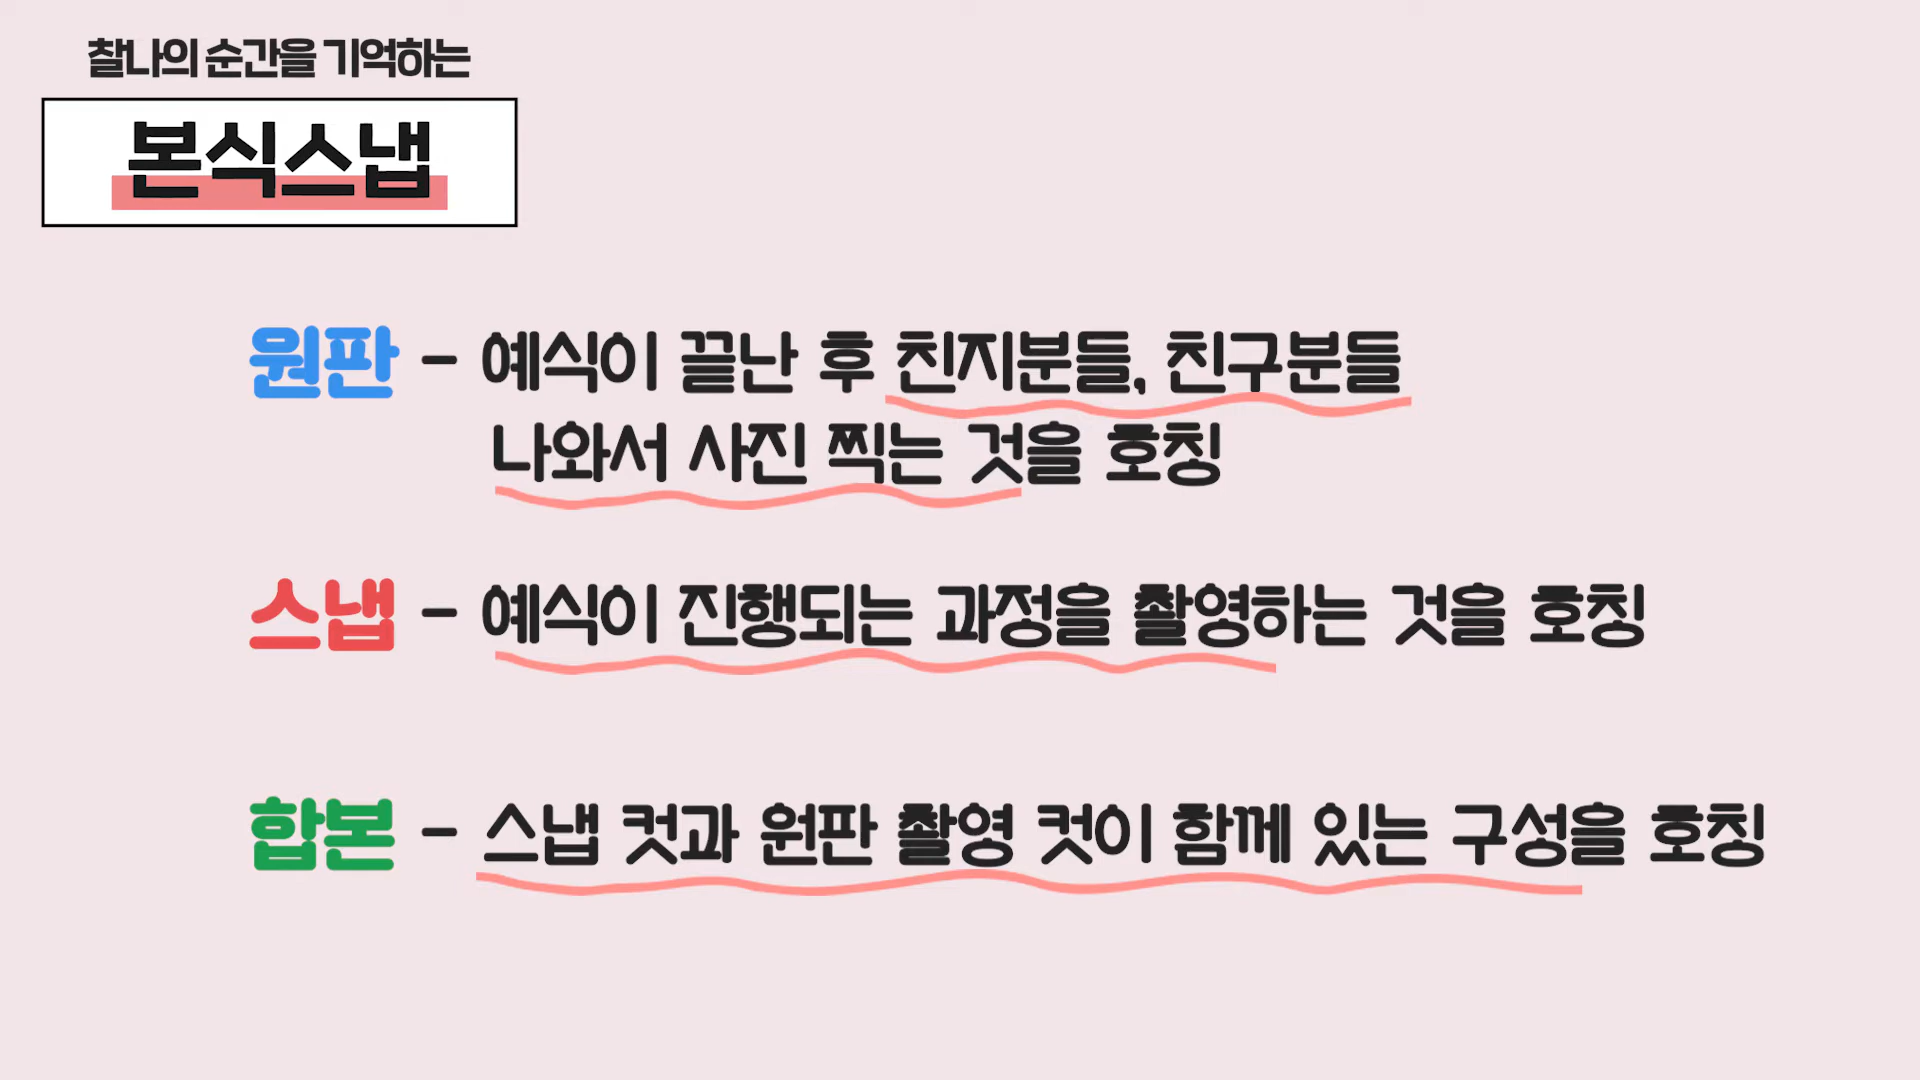 찰나의 순간을 기억하는
본식스냅
원판 - 예식이 끝난 후 친지분들, 친구분들
나와서 사진 찍는 것을 호칭
스냅 - 예식이 진행되는 과정을 촬영하는 것을 호칭
합본 - 스냅 컷과 원판 촬영 컷이 함께 있는 구성을 호칭